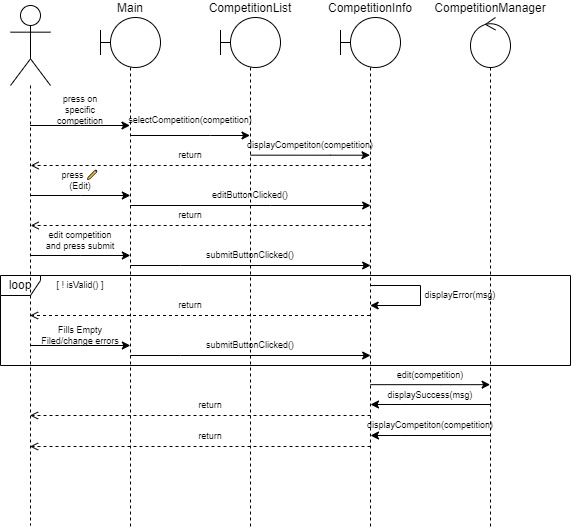 Main
CompetitionList
CompetitionInfo
CompetitionManager
press on
specific
competition
selectCompetition(competition)
displayCompetiton(competition)
return
press
(Edit)
editButtonClicked()
return
edit competition
and press submit
submitButtonClicked()
loop
[ ! isValid() ]
displayError(msg)
return
Fills Empty
Filed/change errors
submitButtonClicked()
edit(competition)
displaySuccess(msg)
return
displayCompetiton(competition)
return